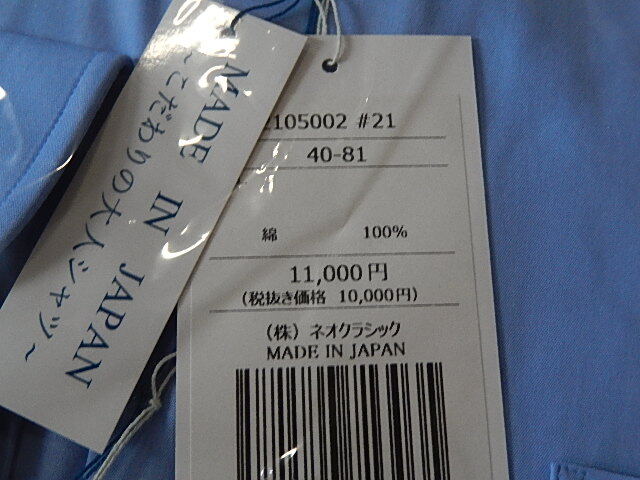 MADE IN JAPAN
～こだわりの大人シャツ～
2105002 #21
40-81
綿 100%
11,000円
(税抜き価格 10,000円)
(株) ネオクラシック
MADE IN JAPAN